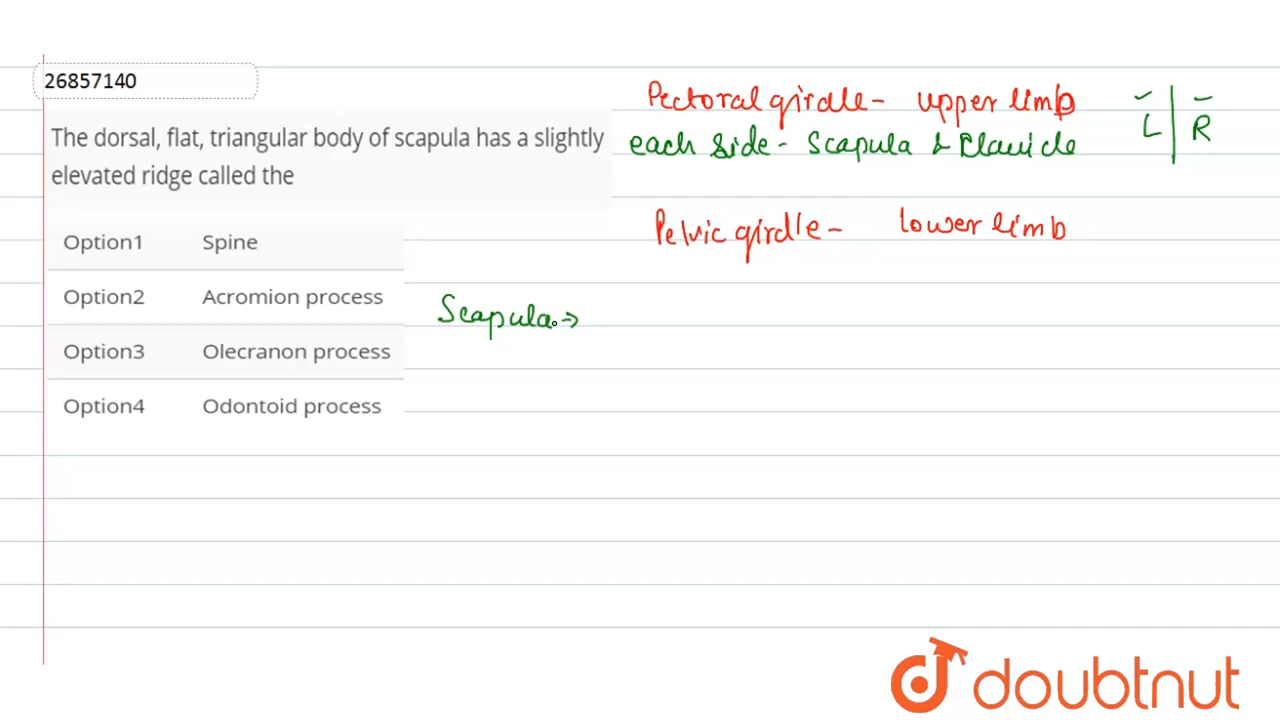 26857140
The dorsal, flat, triangular body of scapula has a slightly
elevated ridge called the
Option1 Spine
Option2 Acromion process
Option3 Olecranon process
Option4 Odontoid process
Pectoral girdle - upper limb
each side - Scapula & Clavicle
L | R
Pelvic girdle - lower limb
Scapula →
doubtnut